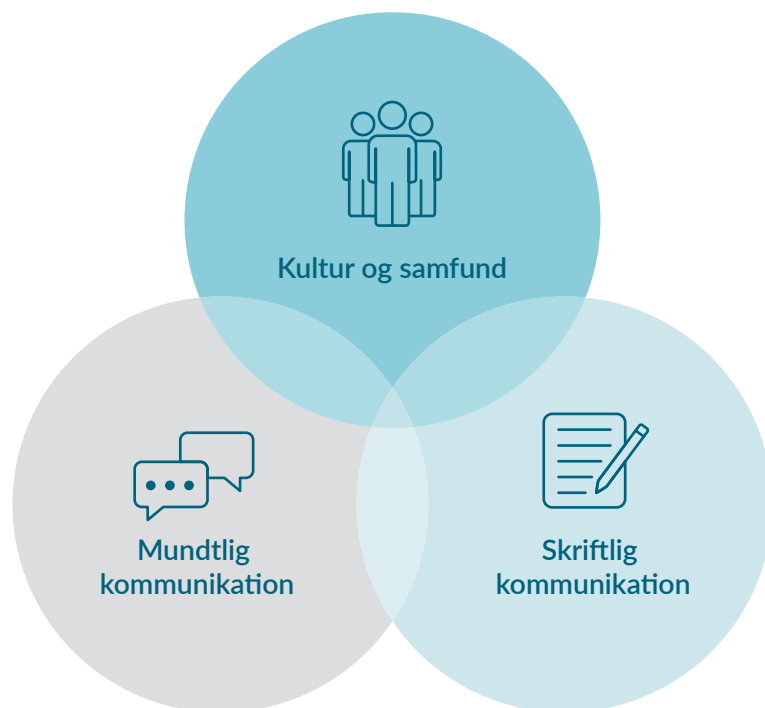 Kultur og samfund
Mundtlig
kommunikation
Skriftlig
kommunikation